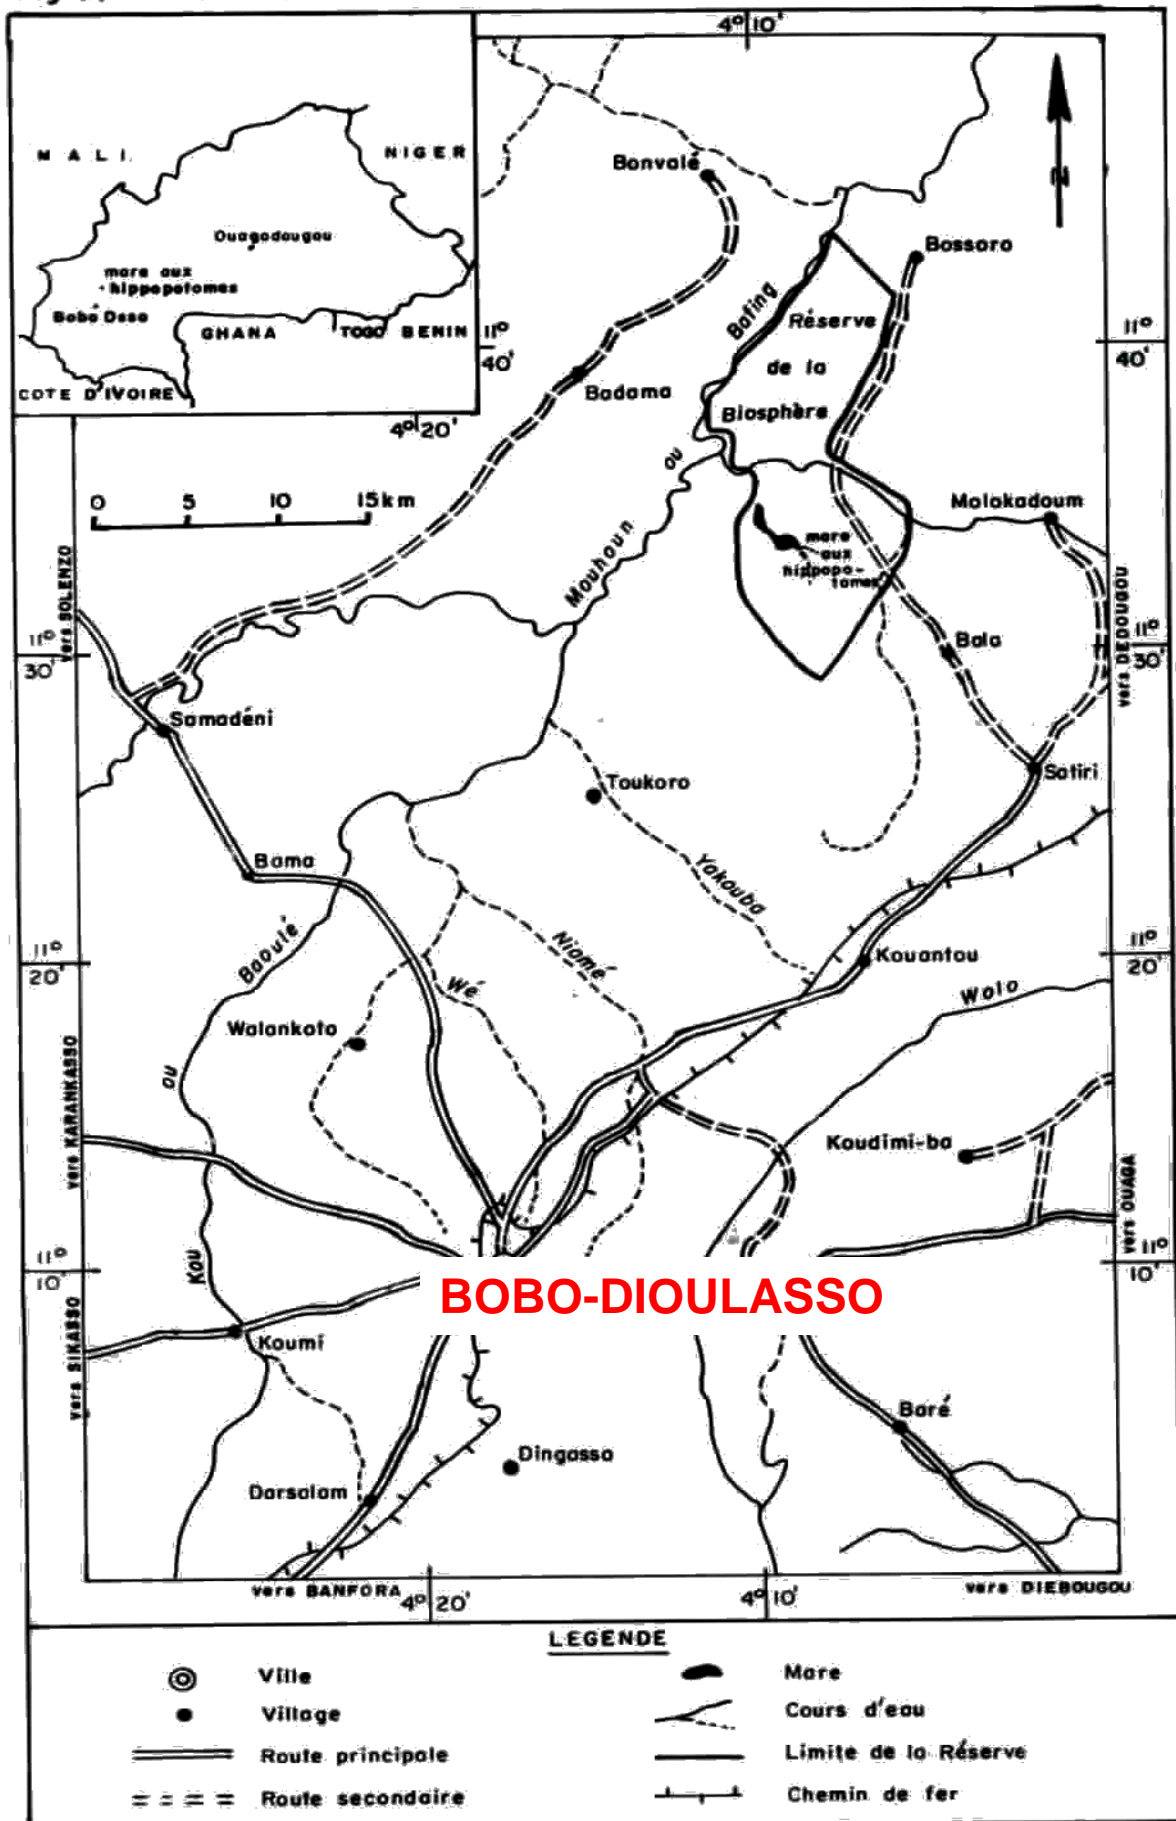 4° 10'
MALI
NIGER
Ouagadougou
mare aux
hippopotames
Bobo Dsso
GHANA
TOGO
BENIN
COTE D'IVOIRE
11°
40'
4° 20'
N
Bonvalé
Bossora
Bafing
Réserve
de la
Biosphère
11°
40'
Badama
ou
0 5 10 15km
Molokadoum
Mouhoun
mare
aux
hippopo-
tames
vers SOLENZO
vers DEDOUGOU
11°
30'
Bala
11°
30'
Samadéni
Toukoro
Satiri
Bama
Yakouba
Baoulé
Niamé
Kouantou
11°
20'
11°
20'
Wé
Wolo
Walankoto
ou
vers KARANKASSO
Koudimi-ba
vers OUAGA
Kou
11°
10'
11°
10'
BOBO-DIOULASSO
vers SIKASSO
Koumi
Baré
Dingasso
Darsalam
vers BANFORA
4° 20'
4° 10'
vers DIEBOUGOU
LEGENDE
Ville
Mare
Village
Cours d'eau
Route principale
Limite de la Réserve
Route secondaire
Chemin de fer